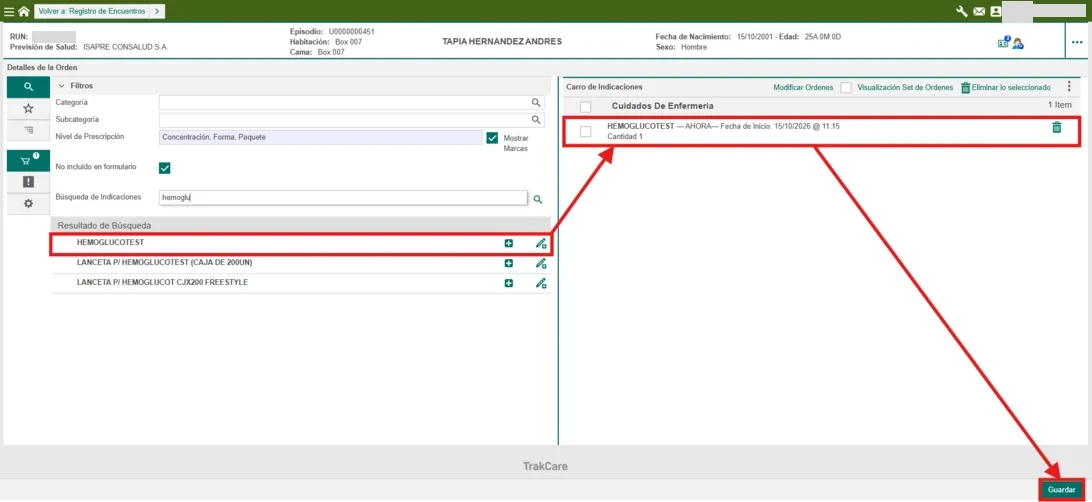 Volver a: Registro de Encuentros
RUN:
Previsión de Salud: ISAPRE CONSALUD S.A.
Episodio: U0000000451
Habitación: Box 007
Cama: Box 007
TAPIA HERNANDEZ ANDRES
Fecha de Nacimiento: 15/10/2001 - Edad: 25A 0M 0D
Sexo: Hombre
Detalles de la Orden
Filtros
Categoría
Subcategoría
Nivel de Prescripción
Concentración, Forma, Paquete
Mostrar
Marcas
No incluido en formulario
Búsqueda de Indicaciones
hemoglu
Resultado de Búsqueda
HEMOGLUCOTEST
LANCETA P/ HEMOGLUCOTEST (CAJA DE 200UN)
LANCETA P/ HEMOGLUCOT CJX200 FREESTYLE
Carro de Indicaciones
Modificar Ordenes
Visualización Set de Ordenes
Eliminar lo seleccionado
Cuidados De Enfermeria
1 Item
HEMOGLUCOTEST — AHORA— Fecha de Inicio: 15/10/2026 @ 11:15
Cantidad 1
TrakCare
Guardar